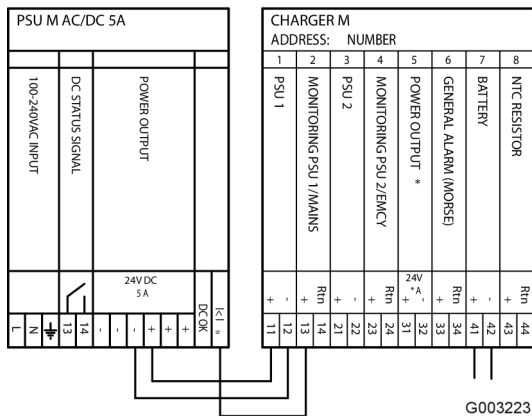 PSU M AC/DC 5A
100-240VAC INPUT
DC STATUS SIGNAL
POWER OUTPUT
24V DC
5 A
DC OK
I<I
=
L N 13 14 - - - + + +
CHARGER M
ADDRESS: NUMBER
1 2 3 4 5 6 7 8
PSU 1
MONITORING PSU 1/MAINS
PSU 2
MONITORING PSU 2/EMCY
POWER OUTPUT *
GENERAL ALARM (MORSE)
BATTERY
NTC RESISTOR
24V
* A
+ - + Rtn + - + Rtn + - + Rtn + - + Rtn
11 12 13 14 21 22 23 24 31 32 33 34 41 42 43 44
G003223